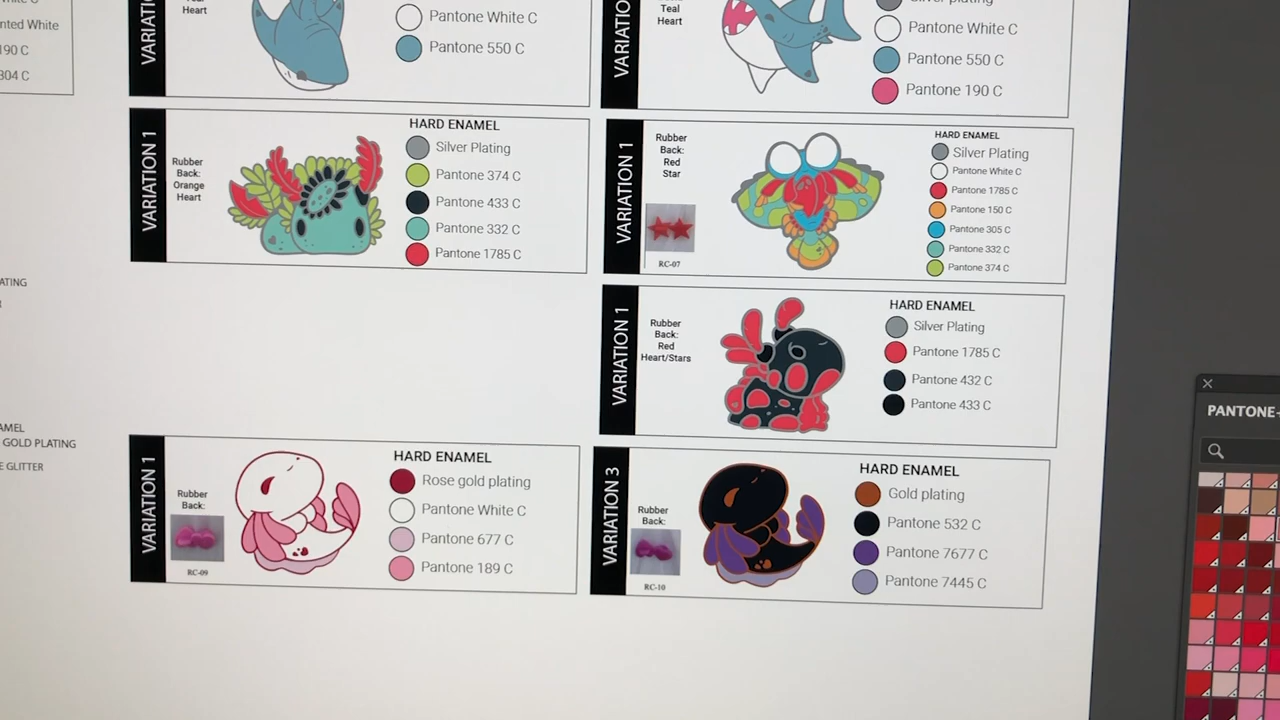 nted White
190 C
304 C
ATING
AMEL
GOLD PLATING
E GLITTER
Heart
Pantone White C
Pantone 550 C
Teal
Heart
Pantone White C
Pantone 550 C
Pantone 190 C
VARIATION 1
Rubber
Back:
Orange
Heart
HARD ENAMEL
Silver Plating
Pantone 374 C
Pantone 433 C
Pantone 332 C
Pantone 1785 C
VARIATION 1
Rubber
Back:
Red
Star
RC-07
HARD ENAMEL
Silver Plating
Pantone White C
Pantone 1785 C
Pantone 150 C
Pantone 305 C
Pantone 332 C
Pantone 374 C
VARIATION 1
Rubber
Back:
Red
Heart/Stars
HARD ENAMEL
Silver Plating
Pantone 1785 C
Pantone 432 C
Pantone 433 C
VARIATION 1
Rubber
Back:
RC-09
HARD ENAMEL
Rose gold plating
Pantone White C
Pantone 677 C
Pantone 189 C
VARIATION 3
Rubber
Back:
RC-10
HARD ENAMEL
Gold plating
Pantone 532 C
Pantone 7677 C
Pantone 7445 C
PANTONE+